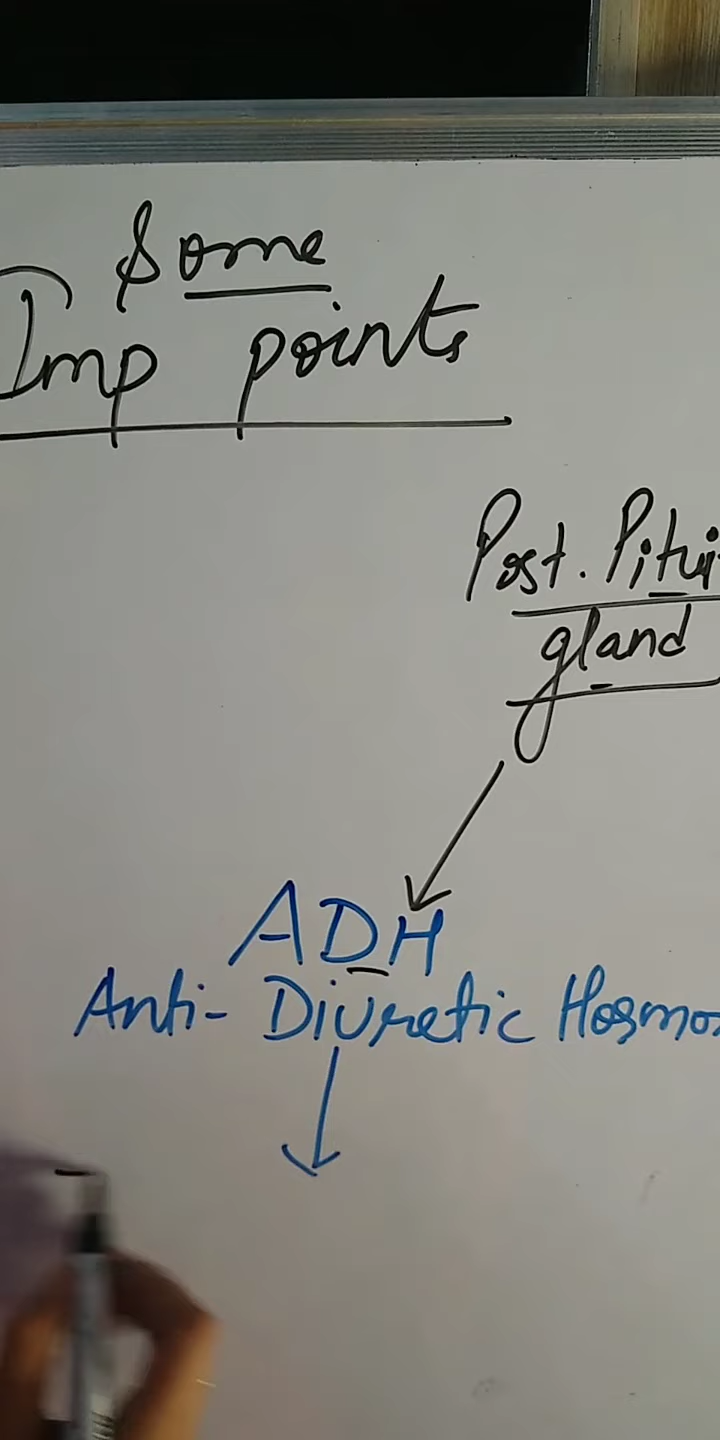 Some
Imp points
Post. Pitui
gland
ADH
Anti-Diuretic Hormo